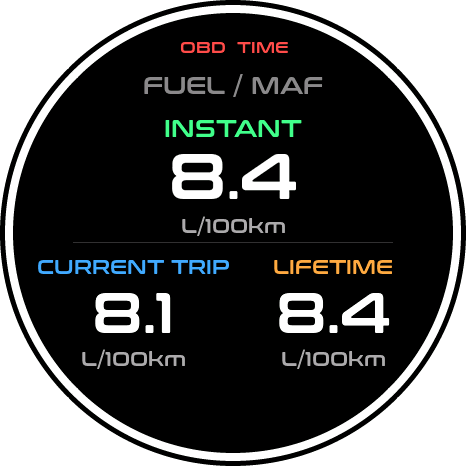 OBD TIME
FUEL / MAF
INSTANT
8.4
L/100km
CURRENT TRIP LIFETIME
8.1 8.4
L/100km L/100km